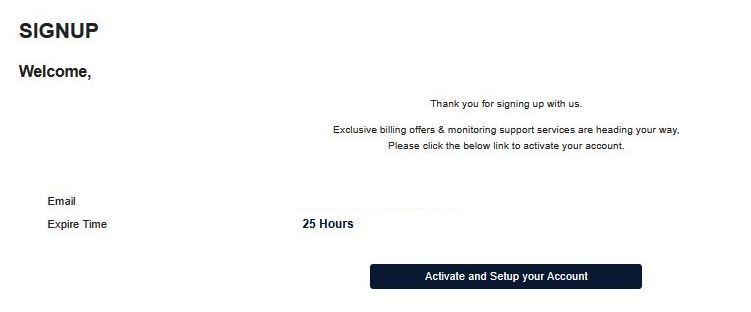 SIGNUP
Welcome,
Thank you for signing up with us.
Exclusive billing offers & monitoring support services are heading your way,
Please click the below link to activate your account.
Email
Expire Time 25 Hours
Activate and Setup your Account